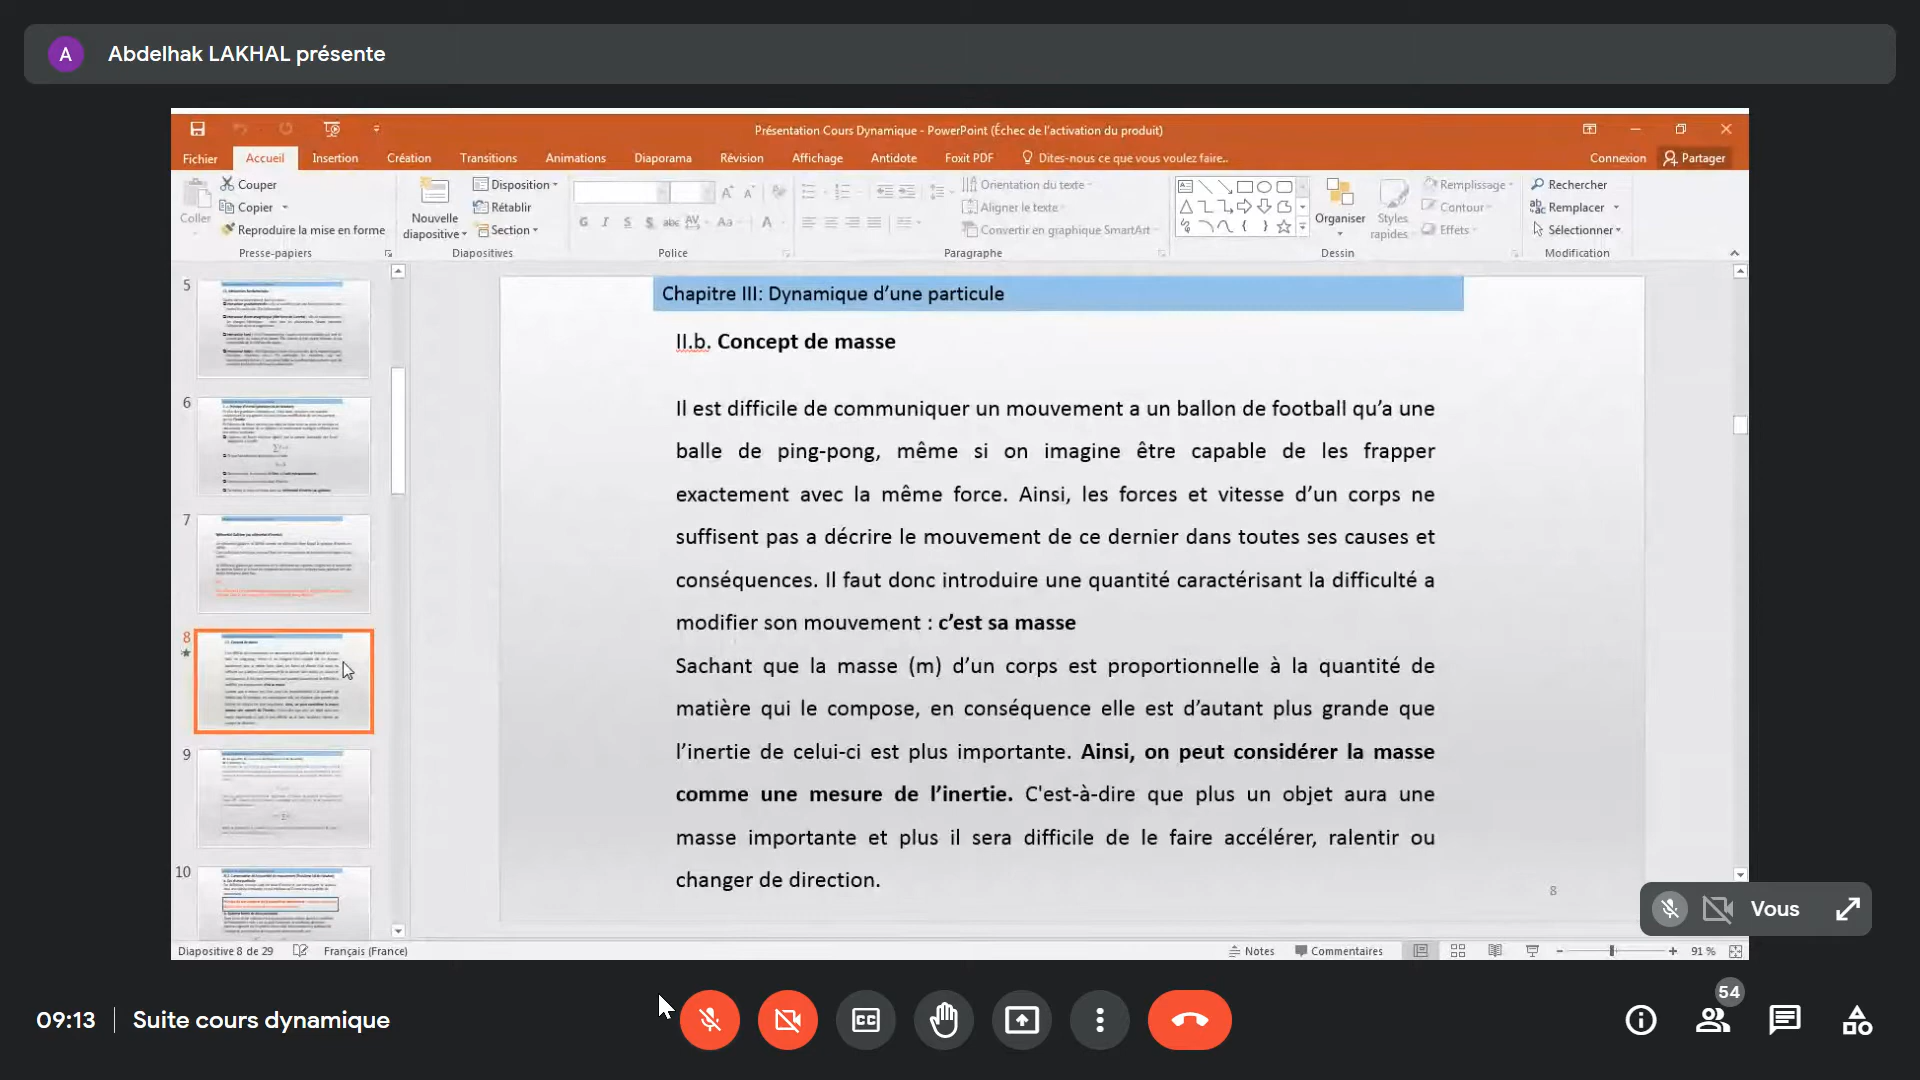 A Abdelhak LAKHAL présente
Présentation Cours Dynamique - PowerPoint (Échec de l'activation du produit)
Fichier Accueil Insertion Création Transitions Animations Diaporama Révision Affichage Antidote Foxit PDF Dites-nous ce que vous voulez faire.. Connexion Partager
Coller
Couper
Copier
Reproduire la mise en forme
Presse-papiers
Nouvelle
diapositive
Disposition
Rétablir
Section
Diapositives
G I S S abc AV Aa A
Police
Orientation du texte
Aligner le texte
Convertir en graphique SmartArt
Paragraphe
Organiser
Styles
rapides
Remplissage
Contour
Effets
Dessin
Rechercher
Remplacer
Sélectionner
Modification
5
6
7
8
9
10
Chapitre III: Dynamique d’une particule
II.b. Concept de masse
Il est difficile de communiquer un mouvement a un ballon de football qu’a une
balle de ping-pong, même si on imagine être capable de les frapper
exactement avec la même force. Ainsi, les forces et vitesse d’un corps ne
suffisent pas a décrire le mouvement de ce dernier dans toutes ses causes et
conséquences. Il faut donc introduire une quantité caractérisant la difficulté a
modifier son mouvement : c’est sa masse
Sachant que la masse (m) d’un corps est proportionnelle à la quantité de
matière qui le compose, en conséquence elle est d’autant plus grande que
l’inertie de celui-ci est plus importante. Ainsi, on peut considérer la masse
comme une mesure de l’inertie. C'est-à-dire que plus un objet aura une
masse importante et plus il sera difficile de le faire accélérer, ralentir ou
changer de direction.
8
Vous
Diapositive 8 de 29 Français (France) Notes Commentaires 91 %
09:13 Suite cours dynamique
CC
54